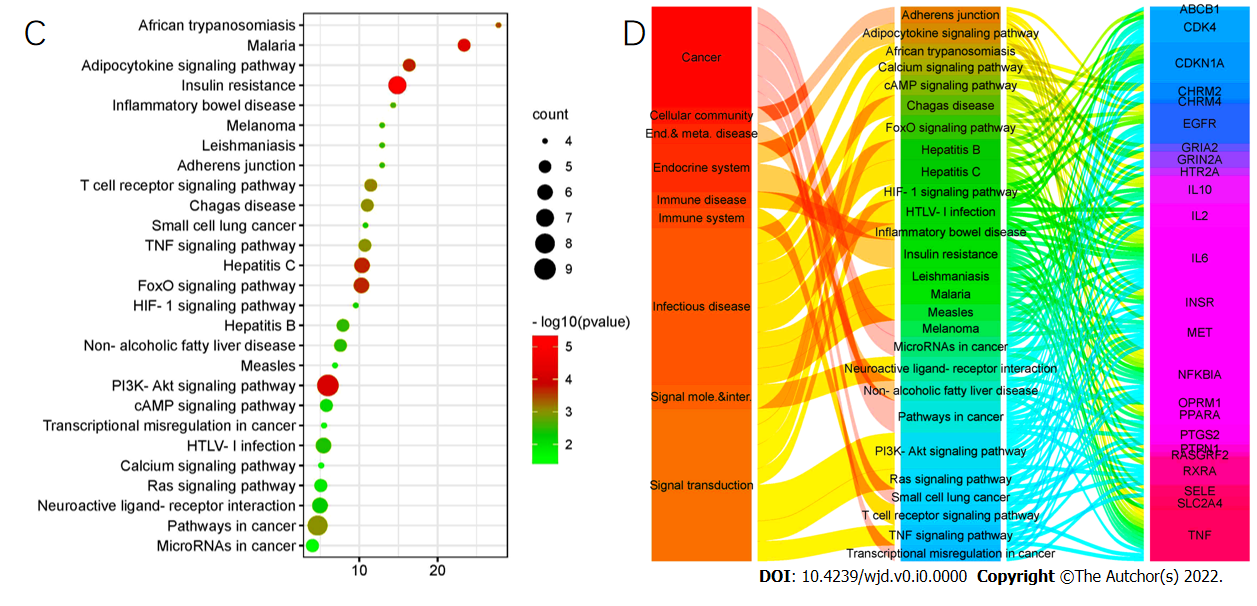 C
African trypanosomiasis
Malaria
Adipocytokine signaling pathway
Insulin resistance
Inflammatory bowel disease
Melanoma
Leishmaniasis
Adherens junction
T cell receptor signaling pathway
Chagas disease
Small cell lung cancer
TNF signaling pathway
Hepatitis C
FoxO signaling pathway
HIF- 1 signaling pathway
Hepatitis B
Non- alcoholic fatty liver disease
Measles
PI3K- Akt signaling pathway
cAMP signaling pathway
Transcriptional misregulation in cancer
HTLV- I infection
Calcium signaling pathway
Ras signaling pathway
Neuroactive ligand- receptor interaction
Pathways in cancer
MicroRNAs in cancer
10 20
count
4
5
6
7
8
9
- log10(pvalue)
5
4
3
2
D
Cancer
Cellular community
End.& meta. disease
Endocrine system
Immune disease
Immune system
Infectious disease
Signal mole.&inter.
Signal transduction
Adherens junction
Adipocytokine signaling pathway
African trypanosomiasis
Calcium signaling pathway
cAMP signaling pathway
Chagas disease
FoxO signaling pathway
Hepatitis B
Hepatitis C
HIF- 1 signaling pathway
HTLV- I infection
Inflammatory bowel disease
Insulin resistance
Leishmaniasis
Malaria
Measles
Melanoma
MicroRNAs in cancer
Neuroactive ligand- receptor interaction
Non- alcoholic fatty liver disease
Pathways in cancer
PI3K- Akt signaling pathway
Ras signaling pathway
Small cell lung cancer
T cell receptor signaling pathway
TNF signaling pathway
Transcriptional misregulation in cancer
ABCB1
CDK4
CDKN1A
CHRM2
CHRM4
EGFR
GRIA2
GRIN2A
HTR2A
IL10
IL2
IL6
INSR
MET
NFKBIA
OPRM1
PPARA
PTGS2
PTPN1
RASGRF2
RXRA
SELE
SLC2A4
TNF
DOI: 10.4239/wjd.v0.i0.0000 Copyright ©The Autchor(s) 2022.